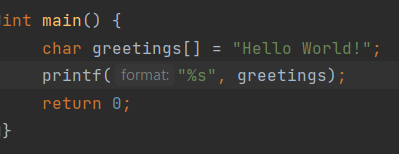 int main() {
    char greetings[] = "Hello World!";
    printf( format: "%s", greetings);
    return 0;
}